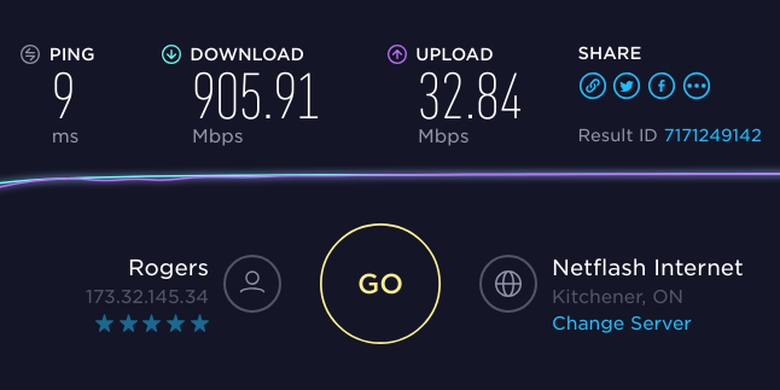 PING
9
ms
DOWNLOAD
905.91
Mbps
UPLOAD
32.84
Mbps
SHARE
Result ID 7171249142
Rogers
173.32.145.34
GO
Netflash Internet
Kitchener, ON
Change Server